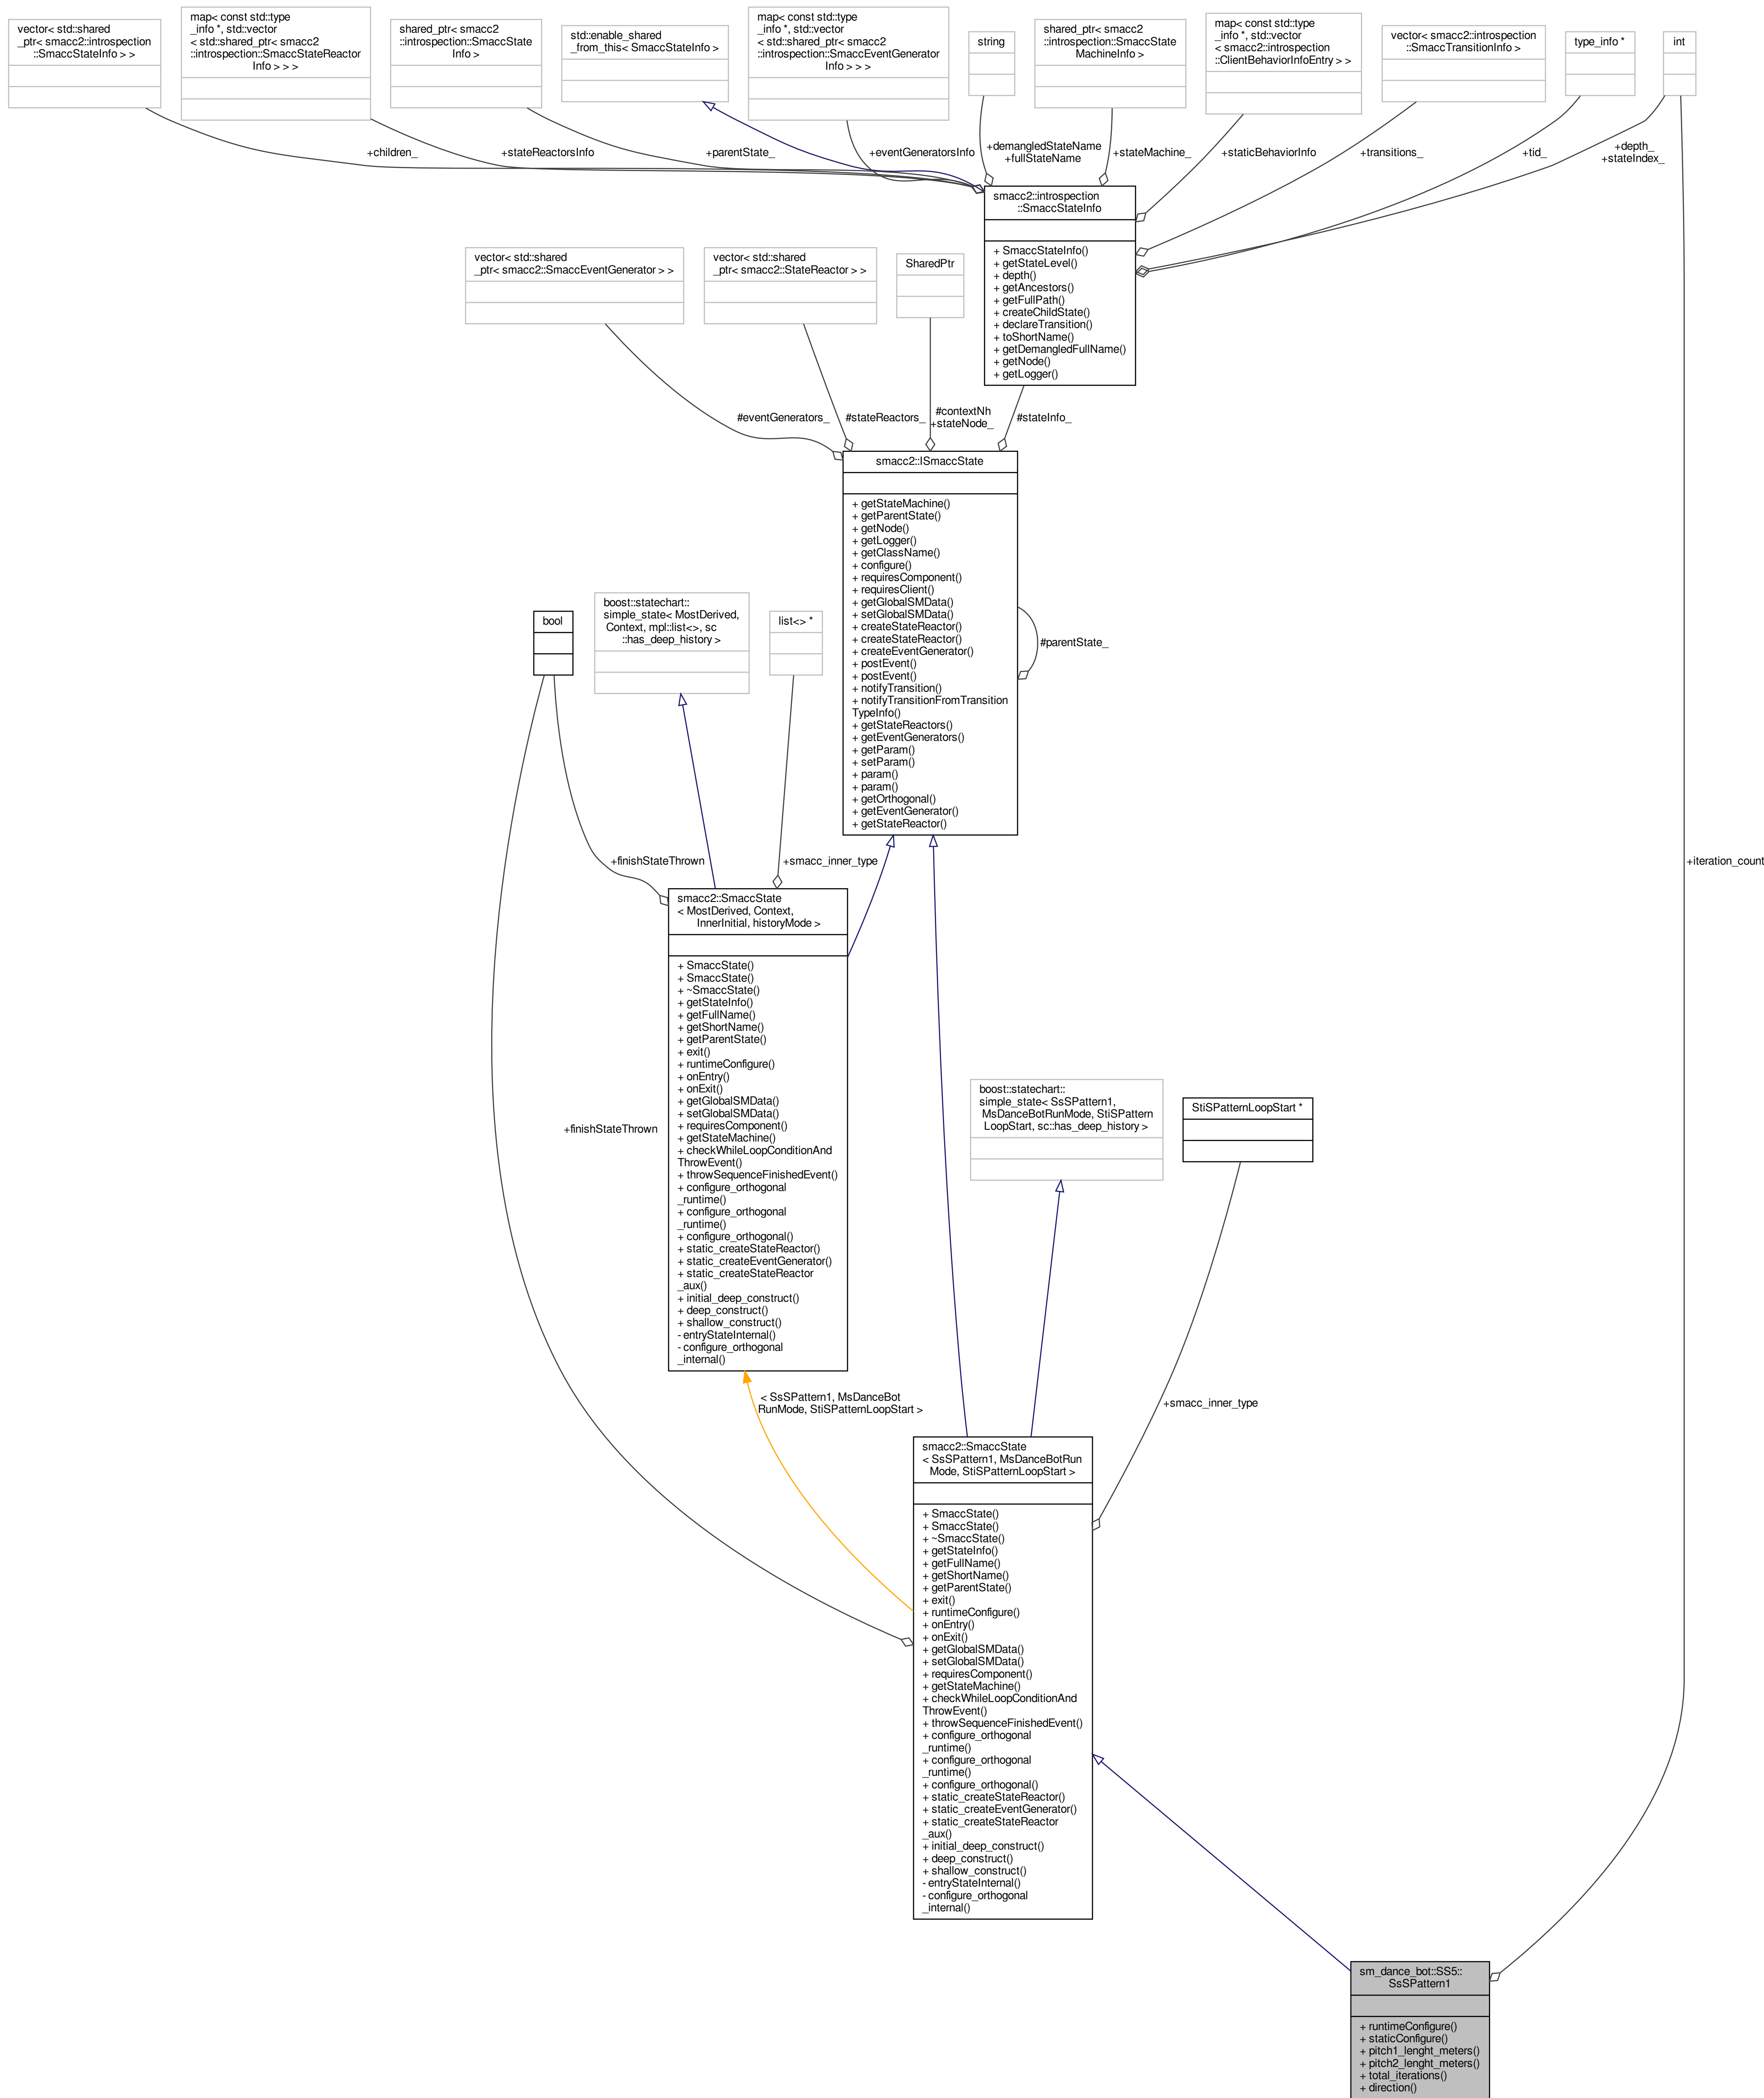 vector< std::shared
_ptr< smacc2::introspection
::SmaccStateInfo > >
map< const std::type
_info *, std::vector
< std::shared_ptr< smacc2
::introspection::SmaccStateReactor
Info > > >
shared_ptr< smacc2
::introspection::SmaccState
Info >
std::enable_shared
_from_this< SmaccStateInfo >
map< const std::type
_info *, std::vector
< std::shared_ptr< smacc2
::introspection::SmaccEventGenerator
Info > > >
string
shared_ptr< smacc2
::introspection::SmaccState
MachineInfo >
map< const std::type
_info *, std::vector
< smacc2::introspection
::ClientBehaviorInfoEntry > >
vector< smacc2::introspection
::SmaccTransitionInfo >
type_info *
int
+children_
+stateReactorsInfo
+parentState_
+eventGeneratorsInfo
+demangledStateName
+fullStateName
+stateMachine_
+staticBehaviorInfo
+transitions_
+tid_
+depth_
+stateIndex_
smacc2::introspection
::SmaccStateInfo
+ SmaccStateInfo()
+ getStateLevel()
+ depth()
+ getAncestors()
+ getFullPath()
+ createChildState()
+ declareTransition()
+ toShortName()
+ getDemangledFullName()
+ getNode()
+ getLogger()
vector< std::shared
_ptr< smacc2::SmaccEventGenerator > >
vector< std::shared
_ptr< smacc2::StateReactor > >
SharedPtr
#eventGenerators_
#stateReactors_
#contextNh
+stateNode_
#stateInfo_
smacc2::ISmaccState
+ getStateMachine()
+ getParentState()
+ getNode()
+ getLogger()
+ getClassName()
+ configure()
+ requiresComponent()
+ requiresClient()
+ getGlobalSMData()
+ setGlobalSMData()
+ createStateReactor()
+ createStateReactor()
+ createEventGenerator()
+ postEvent()
+ postEvent()
+ notifyTransition()
+ notifyTransitionFromTransition
TypeInfo()
+ getStateReactors()
+ getEventGenerators()
+ getParam()
+ setParam()
+ param()
+ param()
+ getOrthogonal()
+ getEventGenerator()
+ getStateReactor()
#parentState_
bool
boost::statechart::
simple_state< MostDerived,
Context, mpl::list<>, sc
::has_deep_history >
list<> *
+finishStateThrown
+smacc_inner_type
+iteration_count
smacc2::SmaccState
< MostDerived, Context,
InnerInitial, historyMode >
+ SmaccState()
+ SmaccState()
+ ~SmaccState()
+ getStateInfo()
+ getFullName()
+ getShortName()
+ getParentState()
+ exit()
+ runtimeConfigure()
+ onEntry()
+ onExit()
+ getGlobalSMData()
+ setGlobalSMData()
+ requiresComponent()
+ getStateMachine()
+ checkWhileLoopConditionAnd
ThrowEvent()
+ throwSequenceFinishedEvent()
+ configure_orthogonal
_runtime()
+ configure_orthogonal
_runtime()
+ configure_orthogonal()
+ static_createStateReactor()
+ static_createEventGenerator()
+ static_createStateReactor
_aux()
+ initial_deep_construct()
+ deep_construct()
+ shallow_construct()
- entryStateInternal()
- configure_orthogonal
_internal()
+finishStateThrown
boost::statechart::
simple_state< SsSPattern1,
MsDanceBotRunMode, StiSPattern
LoopStart, sc::has_deep_history >
StiSPatternLoopStart *
< SsSPattern1, MsDanceBot
RunMode, StiSPatternLoopStart >
+smacc_inner_type
smacc2::SmaccState
< SsSPattern1, MsDanceBotRun
Mode, StiSPatternLoopStart >
+ SmaccState()
+ SmaccState()
+ ~SmaccState()
+ getStateInfo()
+ getFullName()
+ getShortName()
+ getParentState()
+ exit()
+ runtimeConfigure()
+ onEntry()
+ onExit()
+ getGlobalSMData()
+ setGlobalSMData()
+ requiresComponent()
+ getStateMachine()
+ checkWhileLoopConditionAnd
ThrowEvent()
+ throwSequenceFinishedEvent()
+ configure_orthogonal
_runtime()
+ configure_orthogonal
_runtime()
+ configure_orthogonal()
+ static_createStateReactor()
+ static_createEventGenerator()
+ static_createStateReactor
_aux()
+ initial_deep_construct()
+ deep_construct()
+ shallow_construct()
- entryStateInternal()
- configure_orthogonal
_internal()
sm_dance_bot::SS5::
SsSPattern1
+ runtimeConfigure()
+ staticConfigure()
+ pitch1_lenght_meters()
+ pitch2_lenght_meters()
+ total_iterations()
+ direction()